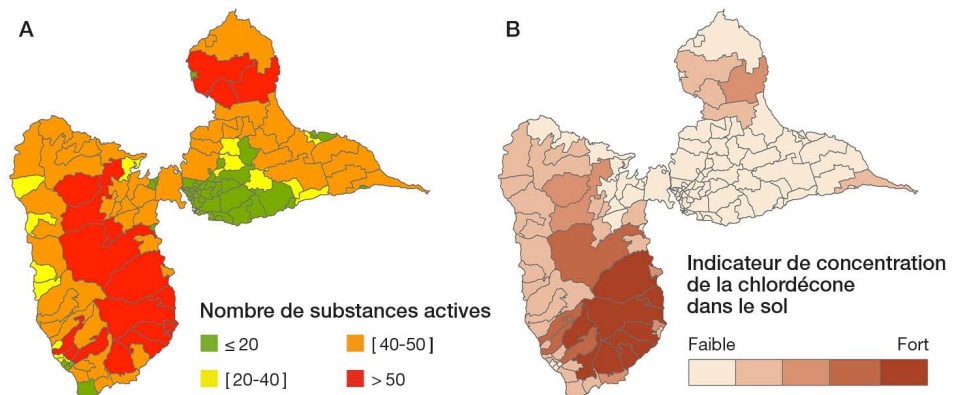 A
B
Nombre de substances actives
≤ 20
[ 40-50 ]
[ 20-40 ]
> 50
Indicateur de concentration
de la chlordécone
dans le sol
Faible
Fort